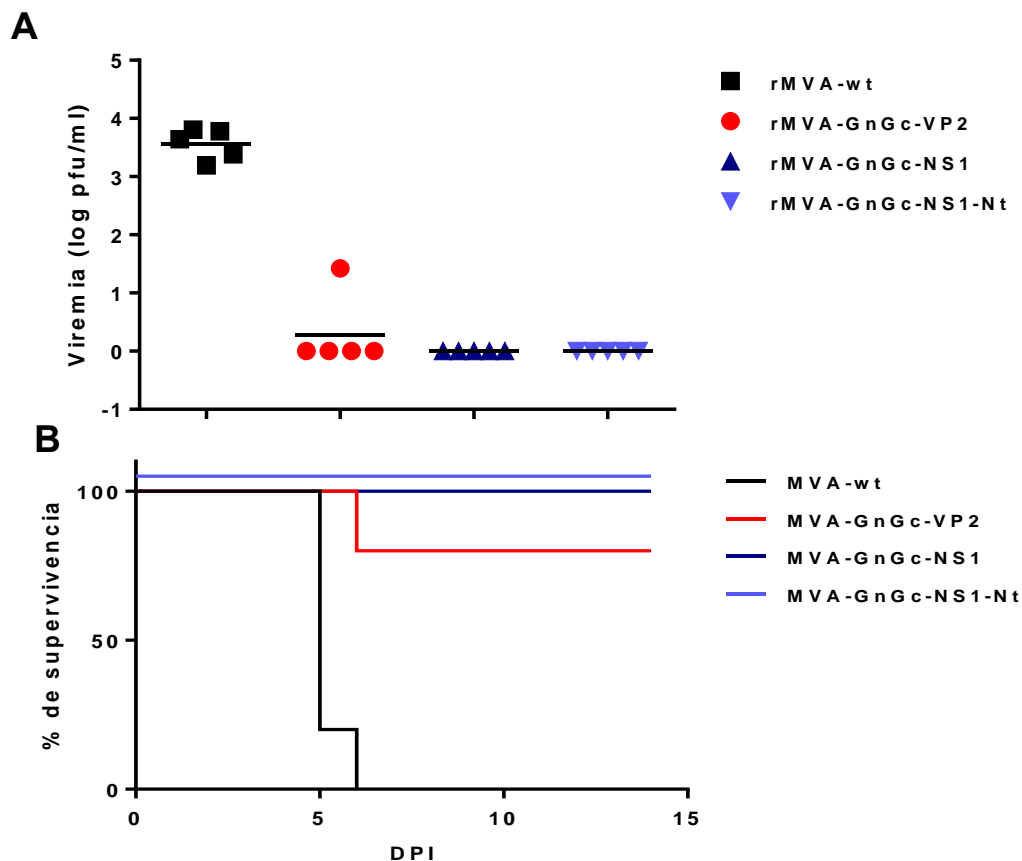 A
Viremia (log pfu/ml)
5
4
3
2
1
0
-1
rMVA-wt
rMVA-GnGc-VP2
rMVA-GnGc-NS1
rMVA-GnGc-NS1-Nt
B
% de supervivencia
100
50
0
0
5
10
15
DPI
MVA-wt
MVA-GnGc-VP2
MVA-GnGc-NS1
MVA-GnGc-NS1-Nt